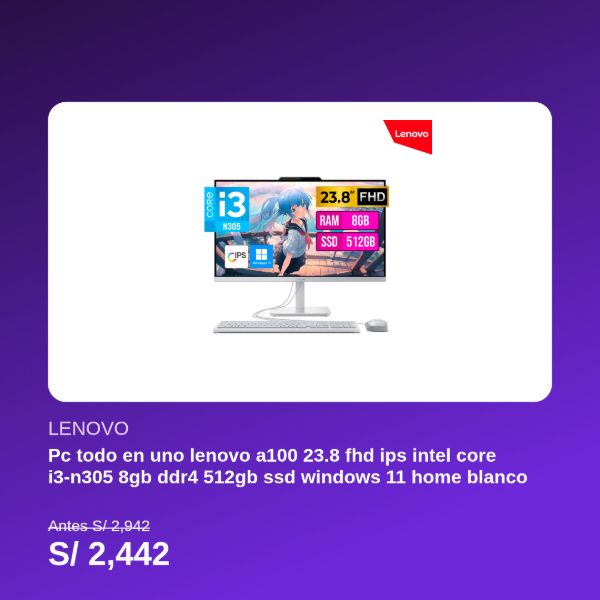 Lenovo
CORE
i3
N305
23.8" FHD
RAM 8GB
SSD 512GB
IPS
Windows 11
LENOVO
Pc todo en uno lenovo a100 23.8 fhd ips intel core
i3-n305 8gb ddr4 512gb ssd windows 11 home blanco
Antes S/ 2,942
S/ 2,442